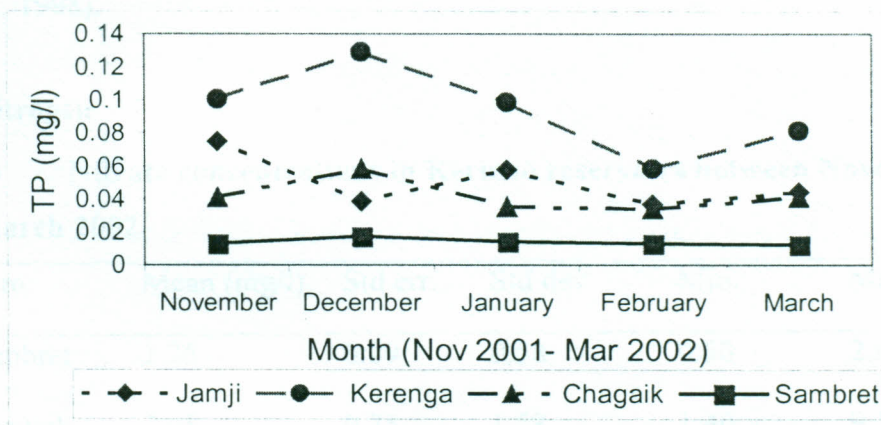 0.14
0.12
0.1
0.08
0.06
0.04
0.02
0
TP (mg/l)
November December January February March
Month (Nov 2001- Mar 2002)
Jamji Kerenga Chagaik Sambret